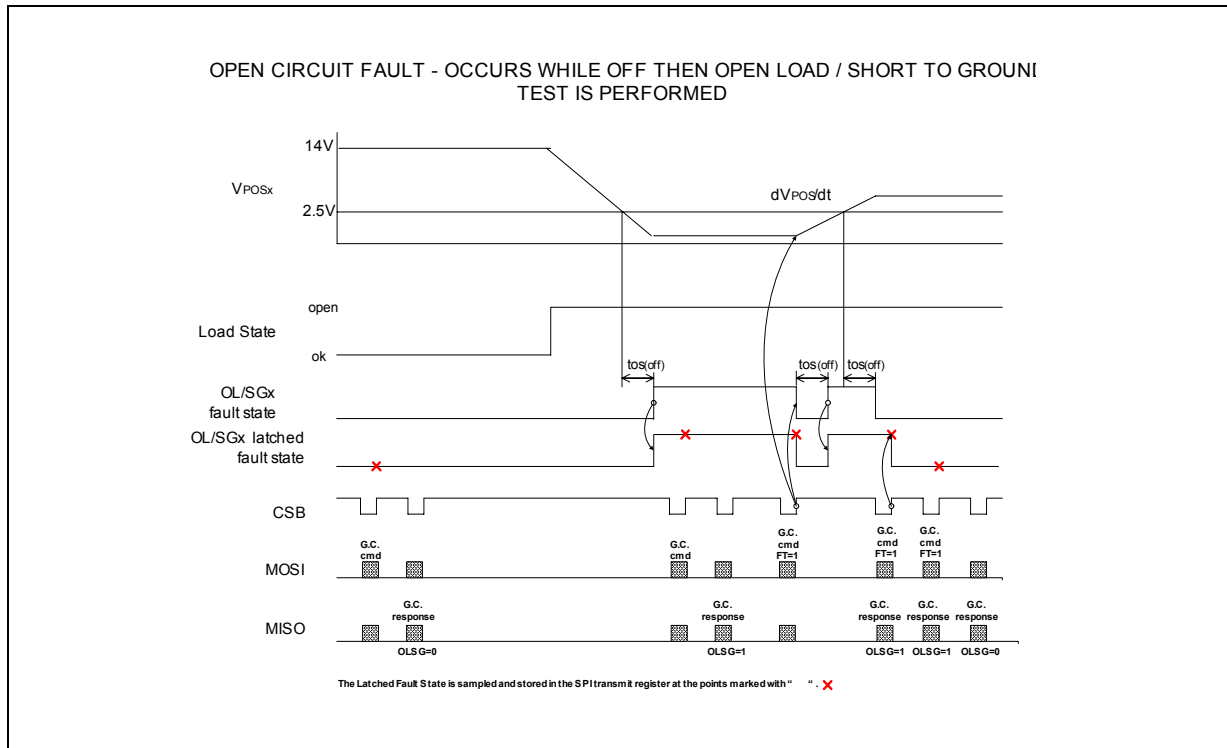 OPEN CIRCUIT FAULT - OCCURS WHILE OFF THEN OPEN LOAD / SHORT TO
TEST IS PERFORMED
14V
VPOSx
dVPOS/dt
2.5V
open
Load State
ok
tos(off) tos(off) tos(off)
OL/SGx
fault state
OL/SGx latched
fault state
CSB
G.C. G.C. G.C. G.C. G.C.
cmd cmd cmd cmd cmd
FT=1 FT=1 FT=1
MOSI
G.C. G.C. G.C. G.C. G.C.
response response response response response
MISO
OLSG=0 OLSG=1 OLSG=1 OLSG=1 OLSG=0
The Latched Fault State is sampled and stored in the SPI transmit register at the points marked with “ “ .